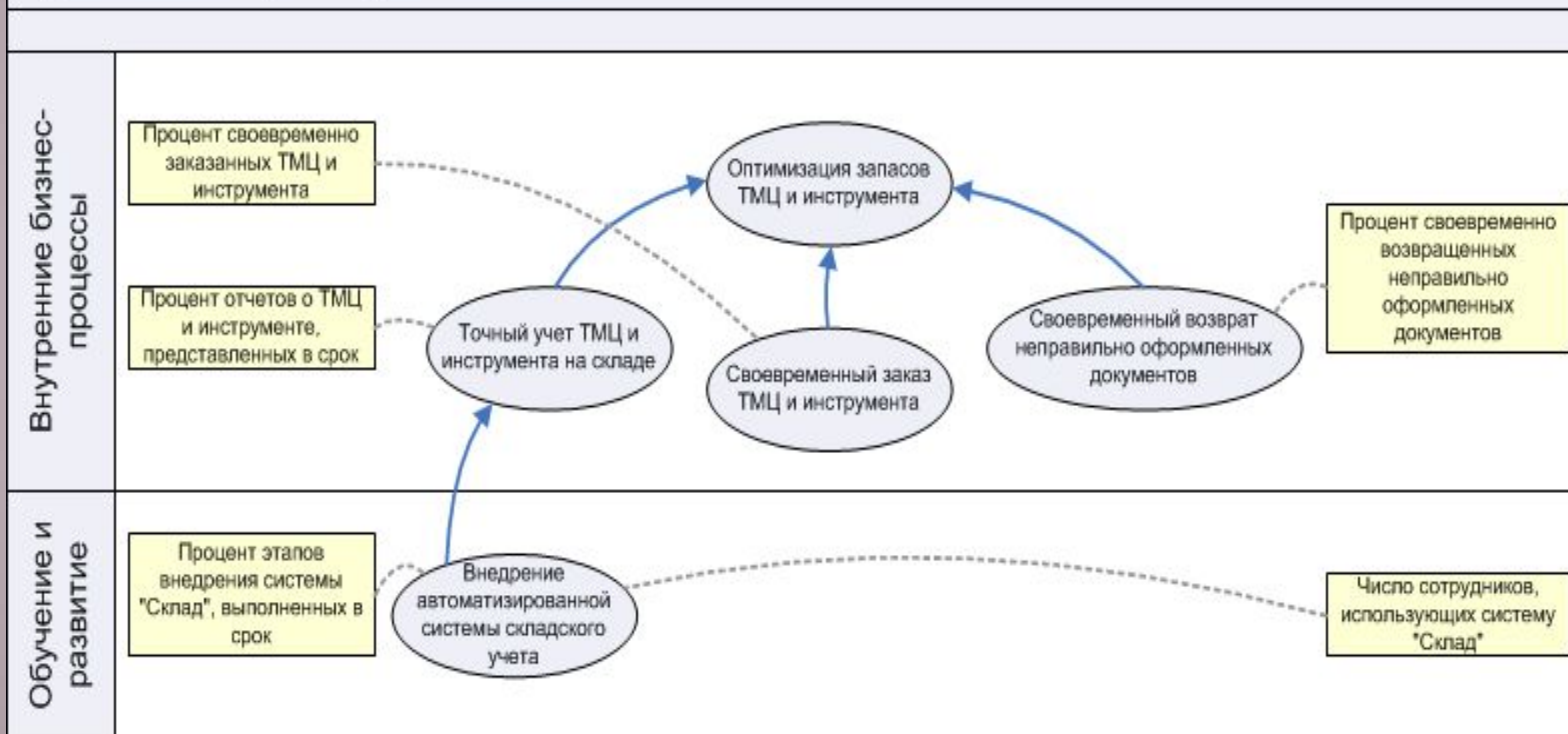 Внутренние бизнес-
процессы
Процент своевременно
заказанных ТМЦ и
инструмента
Оптимизация запасов
ТМЦ и инструмента
Процент своевременно
возвращенных
неправильно
оформленных
документов
Процент отчетов о ТМЦ
и инструменте,
представленных в срок
Точный учет ТМЦ и
инструмента на складе
Своевременный заказ
ТМЦ и инструмента
Своевременный возврат
неправильно оформленных
документов
Обучение и
развитие
Процент этапов
внедрения системы
"Склад", выполненных в
срок
Внедрение
автоматизированной
системы складского
учета
Число сотрудников,
использующих систему
"Склад"